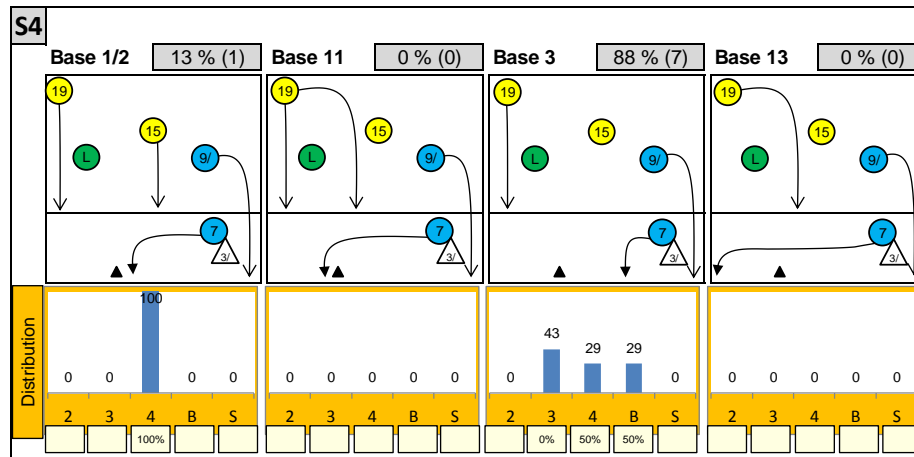 S4
Base 1/2 13 % (1) Base 11 0 % (0) Base 3 88 % (7) Base 13 0 % (0)
19 19 19 19
15 15 15 15
L 9/ L 9/ L 9/ L 9/
7 7 7 7
3/ 3/ 3/ 3/
Distribution
100
43
29 29
0 0 0 0 0 0 0 0 0 0 0 0 0 0 0 0
2 3 4 B S 2 3 4 B S 2 3 4 B S 2 3 4 B S
100% 0% 50% 50%